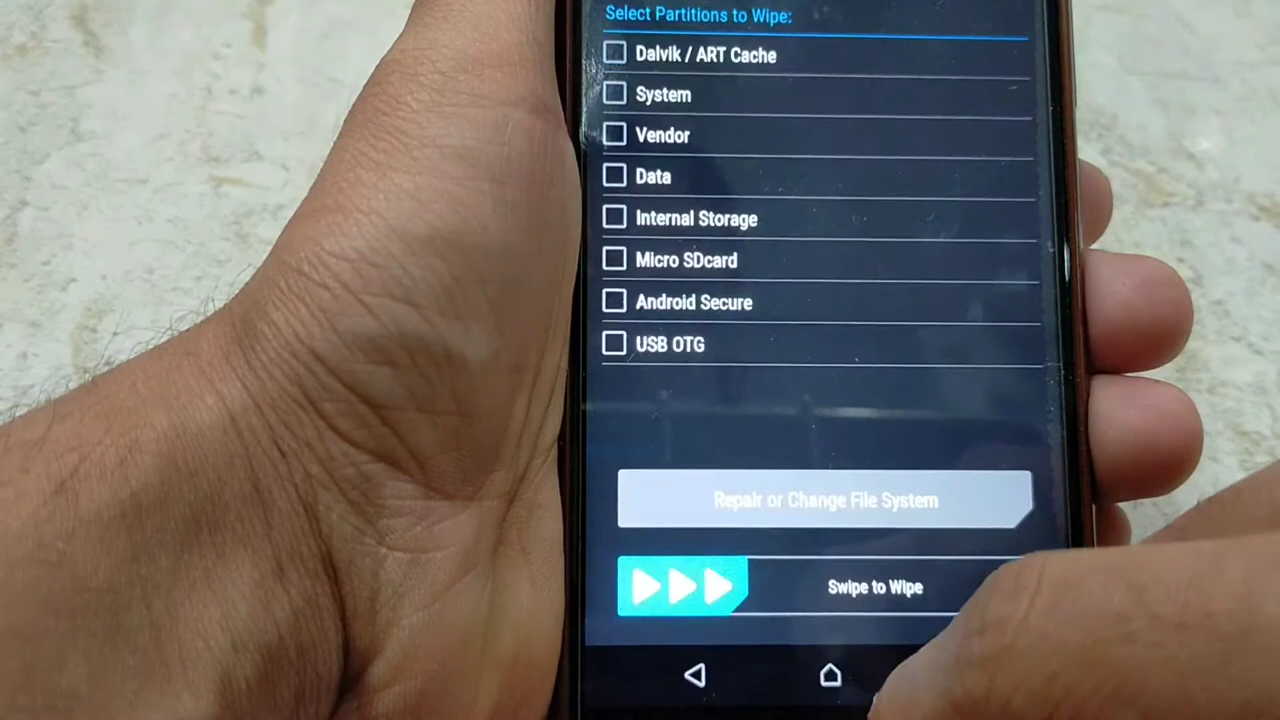 Select Partitions to Wipe:
Dalvik / ART Cache
System
Vendor
Data
Internal Storage
Micro SDcard
Android Secure
USB OTG
Repair or Change File System
Swipe to Wipe